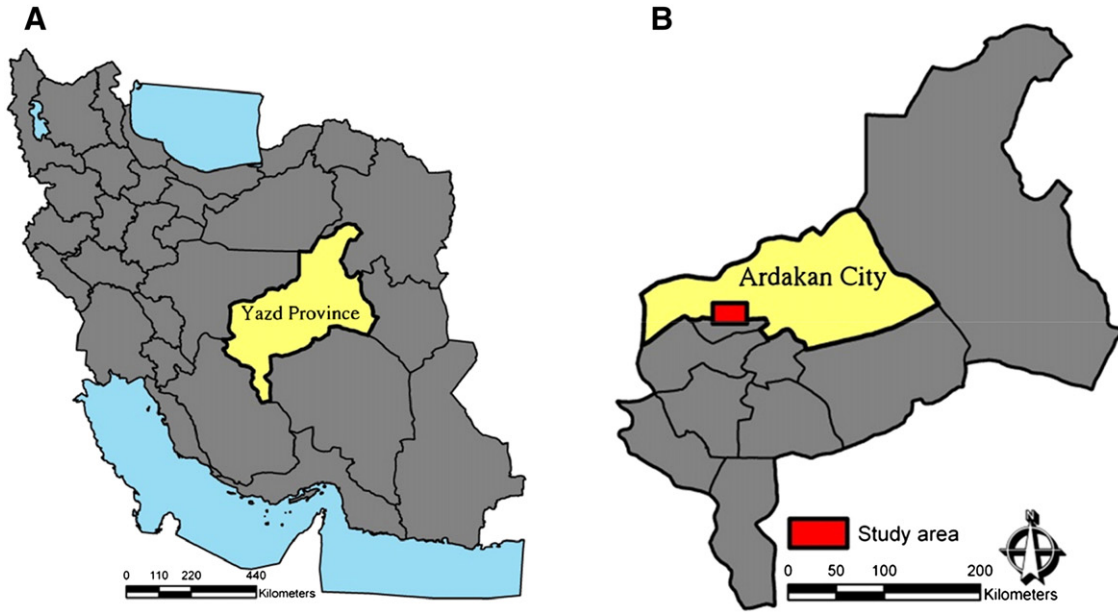 A
B
Yazd Province
Ardakan City
Study area
N
0 110 220 440
Kilometers
0 50 100 200
Kilometers